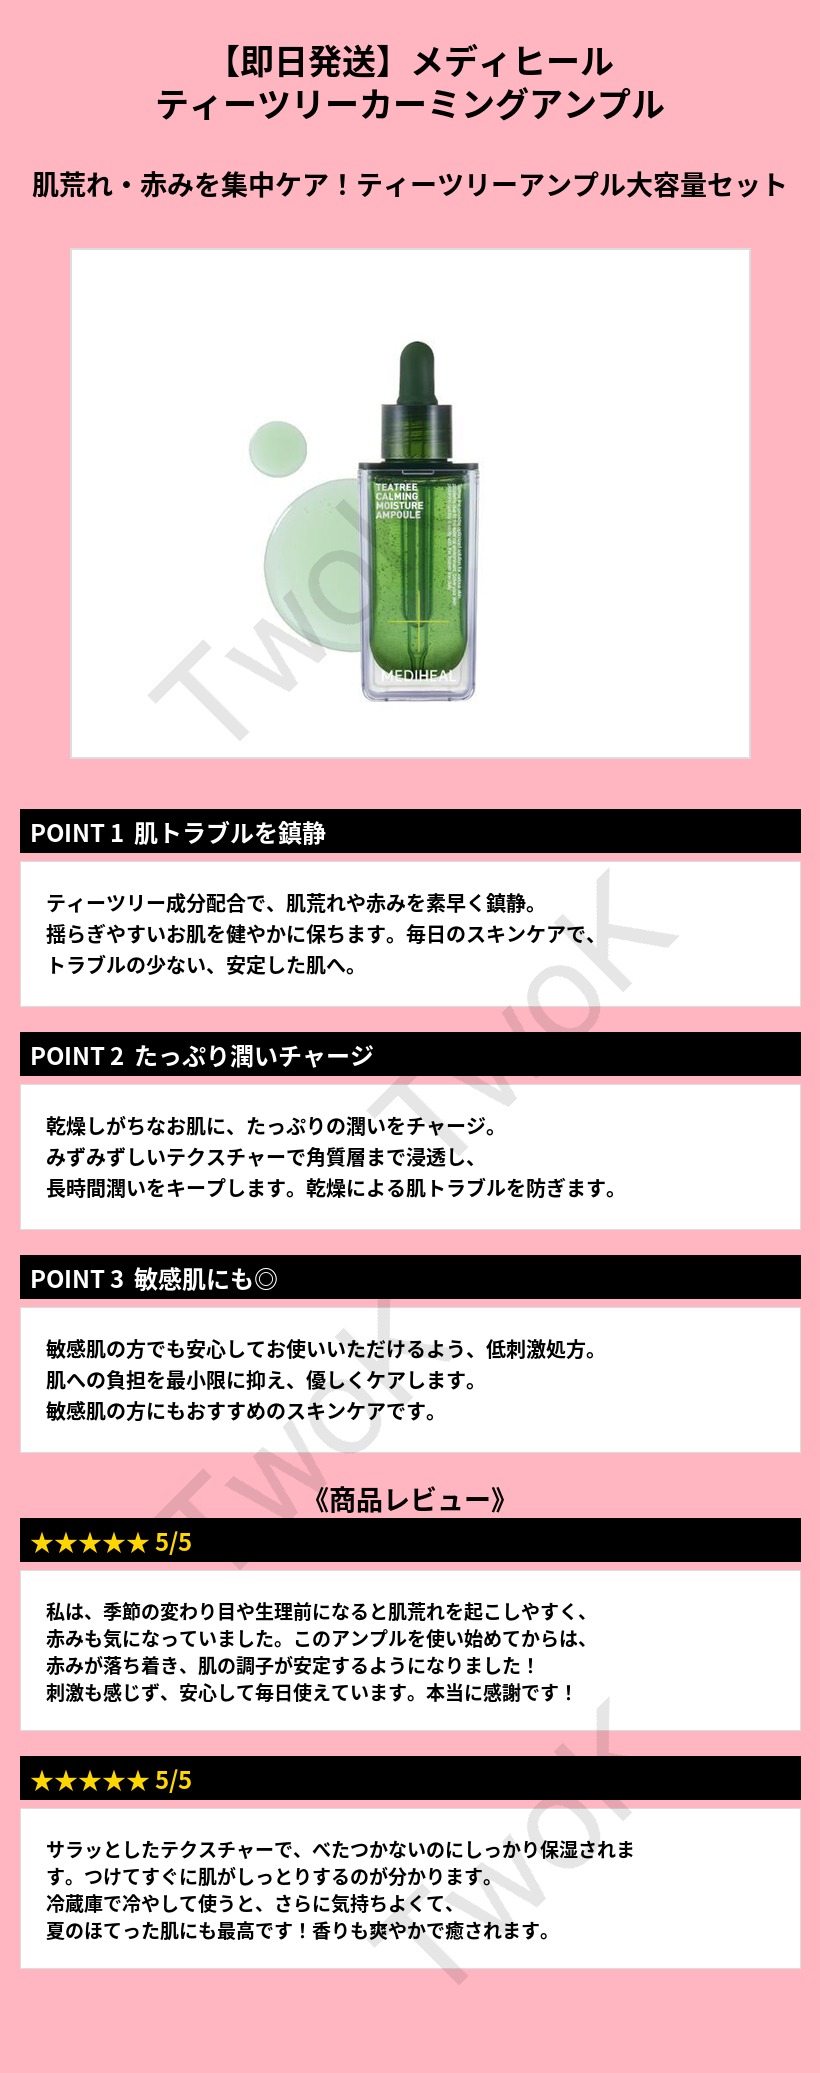 【即日発送】メディヒール
ティーツリーカーミングアンプル
肌荒れ・赤みを集中ケア！ティーツリーアンプル大容量セット
TEATREE
CALMING
MOISTURE
AMPOULE
MEDIHEAL
TwoK
POINT 1 肌トラブルを鎮静
ティーツリー成分配合で、肌荒れや赤みを素早く鎮静。
揺らぎやすいお肌を健やかに保ちます。毎日のスキンケアで、
トラブルの少ない、安定した肌へ。
TwoK
POINT 2 たっぷり潤いチャージ
乾燥しがちなお肌に、たっぷりの潤いをチャージ。
みずみずしいテクスチャーで角質層まで浸透し、
長時間潤いをキープします。乾燥による肌トラブルを防ぎます。
POINT 3 敏感肌にも◎
敏感肌の方でも安心してお使いいただけるよう、低刺激処方。
肌への負担を最小限に抑え、優しくケアします。
敏感肌の方にもおすすめのスキンケアです。
TwoK
《商品レビュー》
★★★★★ 5/5
私は、季節の変わり目や生理前になると肌荒れを起こしやすく、
赤みも気になっていました。このアンプルを使い始めてからは、
赤みが落ち着き、肌の調子が安定するようになりました！
刺激も感じず、安心して毎日使えています。本当に感謝です！
★★★★★ 5/5
サラッとしたテクスチャーで、べたつかないのにしっかり保湿されま
す。つけてすぐに肌がしっとりするのが分かります。
冷蔵庫で冷やして使うと、さらに気持ちよくて、
夏のほてった肌にも最高です！香りも爽やかで癒されます。
TwoK